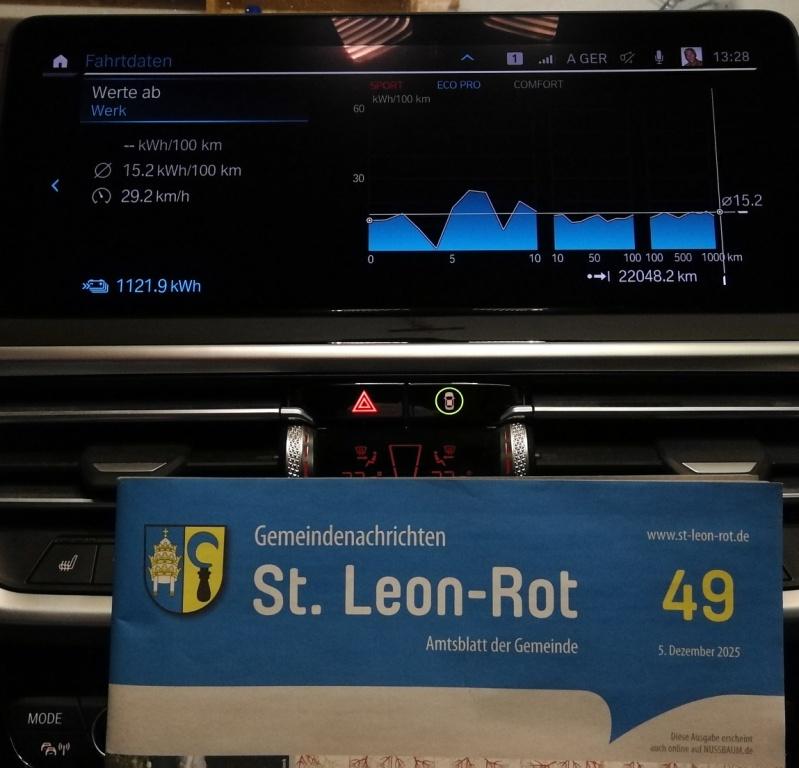 Fahrtdaten
1
A GER
13:28
Werte ab
Werk
-- kWh/100 km
Ø 15.2 kWh/100 km
29.2 km/h
1121.9 kWh
SPORT ECO PRO COMFORT
kWh/100 km
60
30
Ø15.2
0 5 10 10 50 100 100 500 1000 km
22048.2 km
Gemeindenachrichten
St. Leon-Rot
Amtsblatt der Gemeinde
www.st-leon-rot.de
49
5. Dezember 2025
Diese Ausgabe erscheint
auch online auf NUSSBAUM.de
MODE